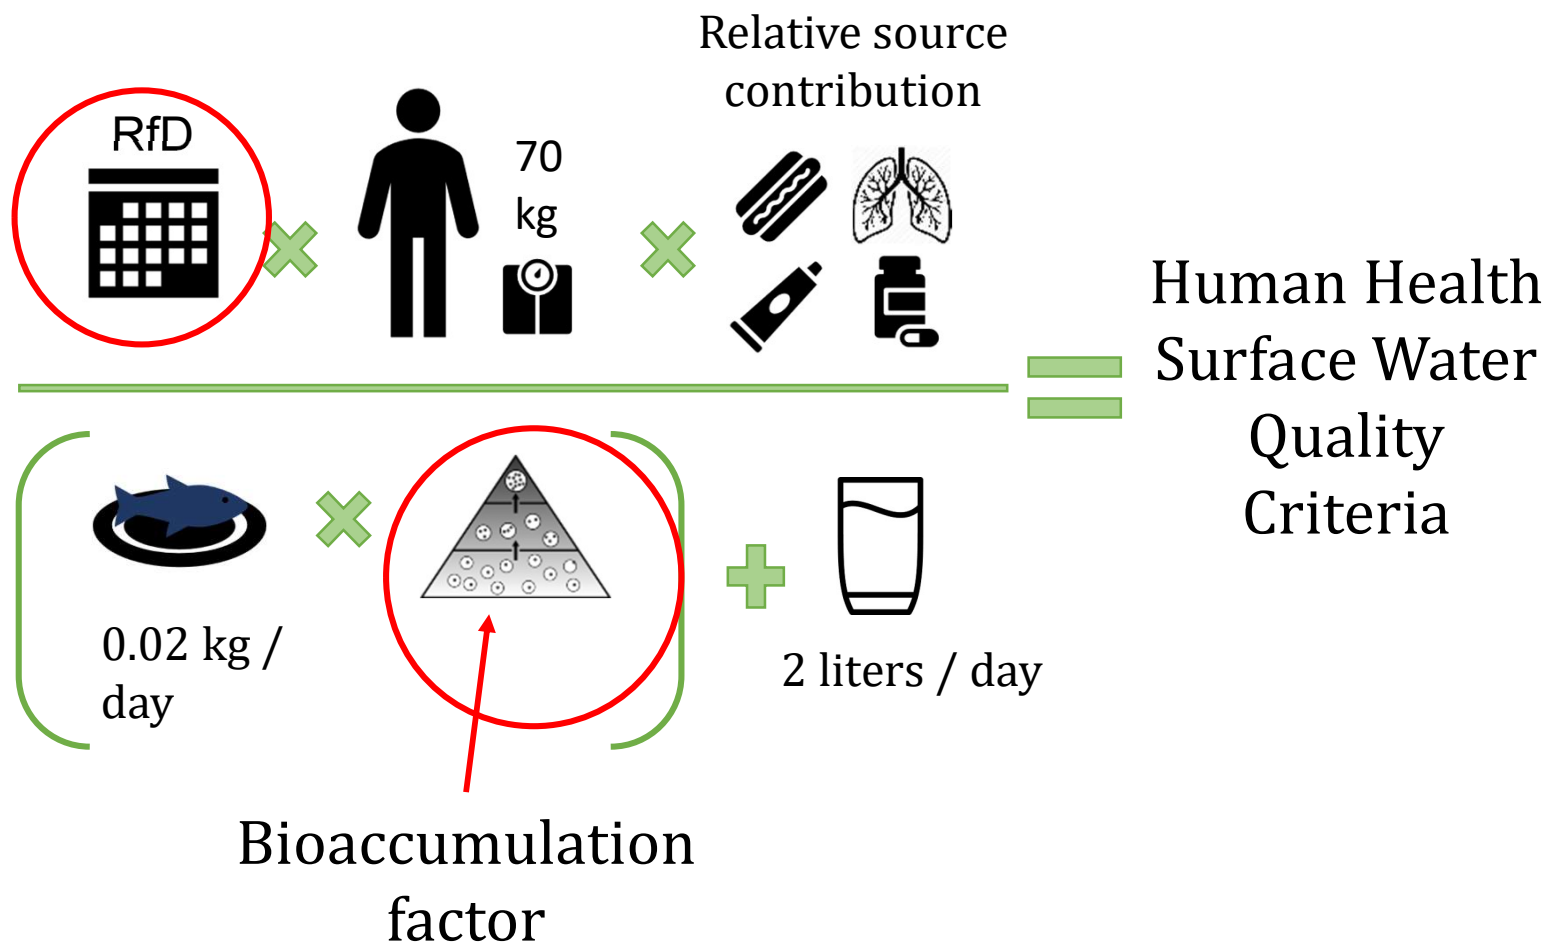 Relative source
contribution
RfD
70
kg
Human Health
Surface Water
Quality
Criteria
0.02 kg /
day
2 liters / day
Bioaccumulation
factor